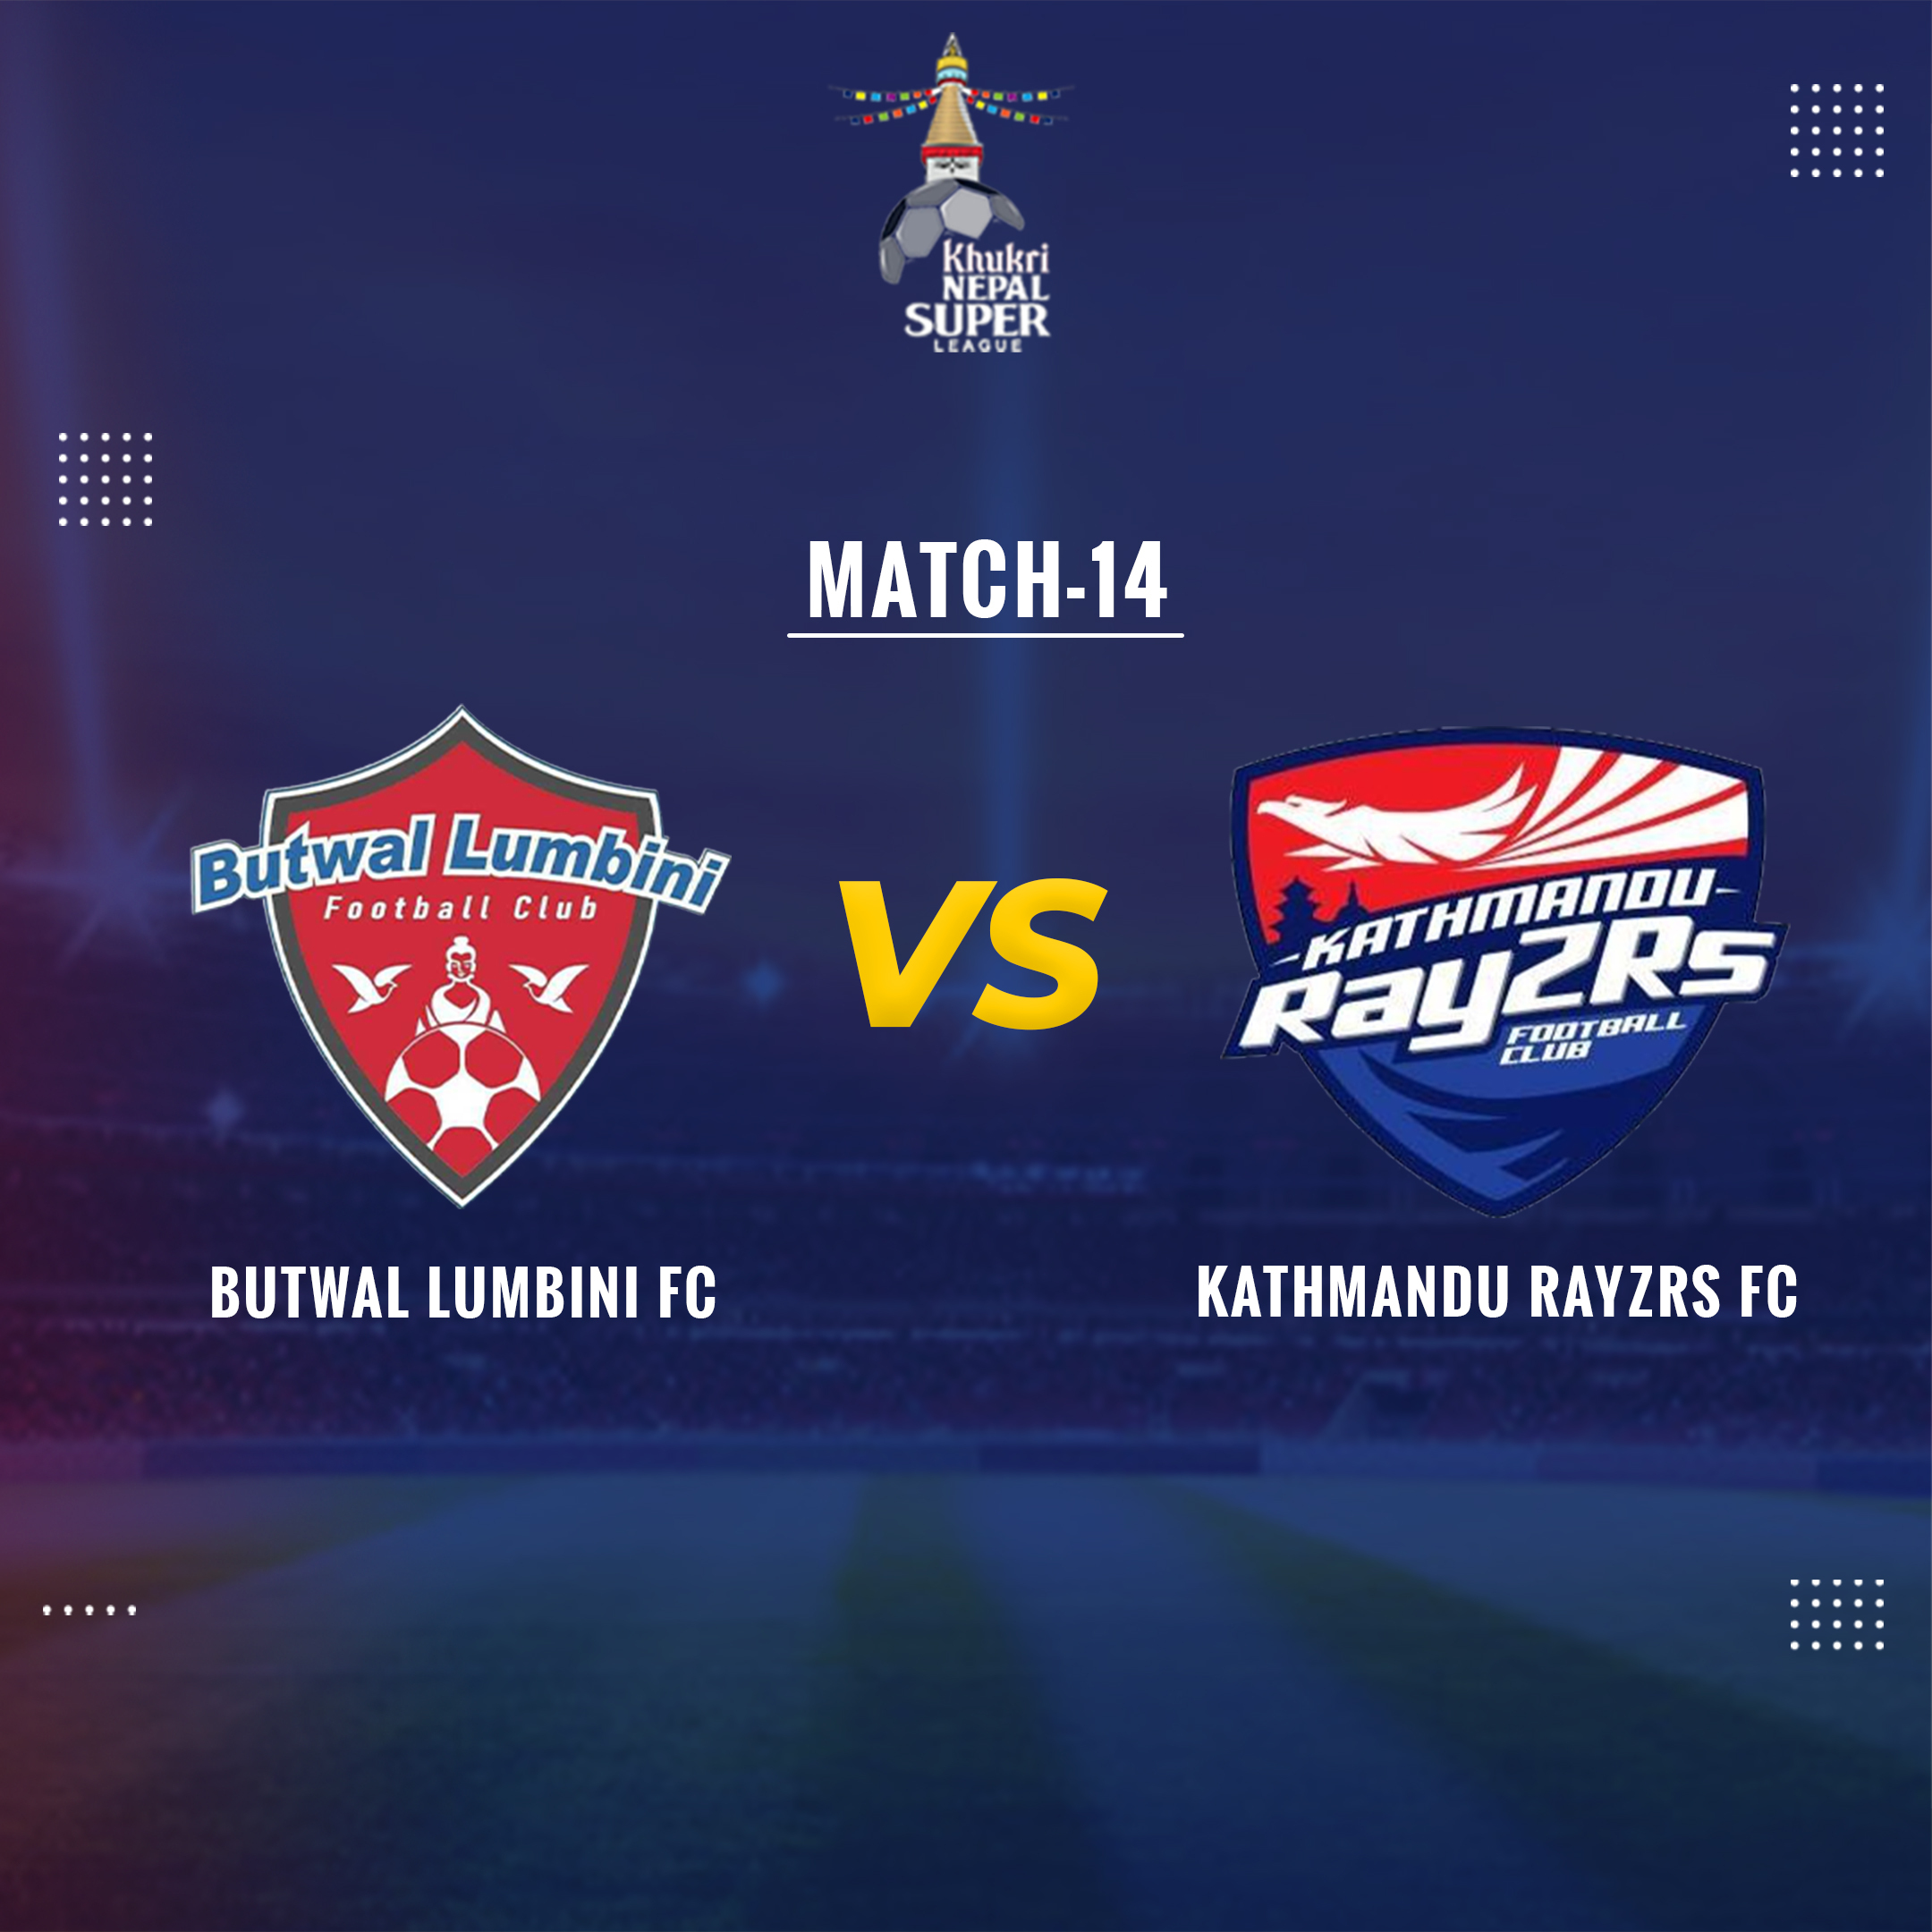 Khukri
NEPAL
SUPER
LEAGUE
MATCH-14
Butwal Lumbini
Football Club
VS
KATHMANDU
RayZRs
FOOTBALL
CLUB
BUTWAL LUMBINI FC
KATHMANDU RAYZRS FC